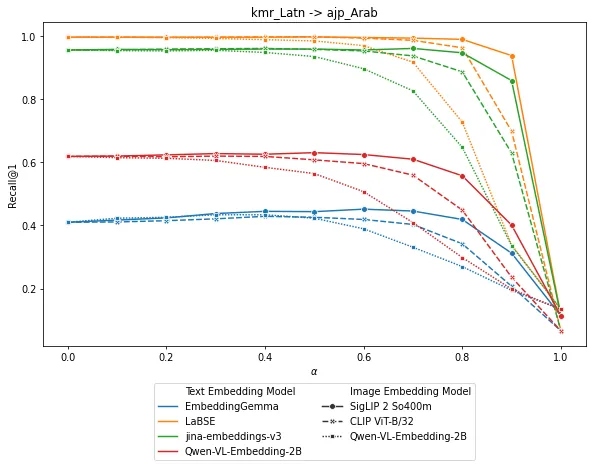 kmr_Latn -> ajp_Arab
Recall@1
1.0
0.8
0.6
0.4
0.2
0.0 0.2 0.4 0.6 0.8 1.0
α
Text Embedding Model
EmbeddingGemma
LaBSE
jina-embeddings-v3
Qwen-VL-Embedding-2B
Image Embedding Model
SigLIP 2 So400m
CLIP ViT-B/32
Qwen-VL-Embedding-2B